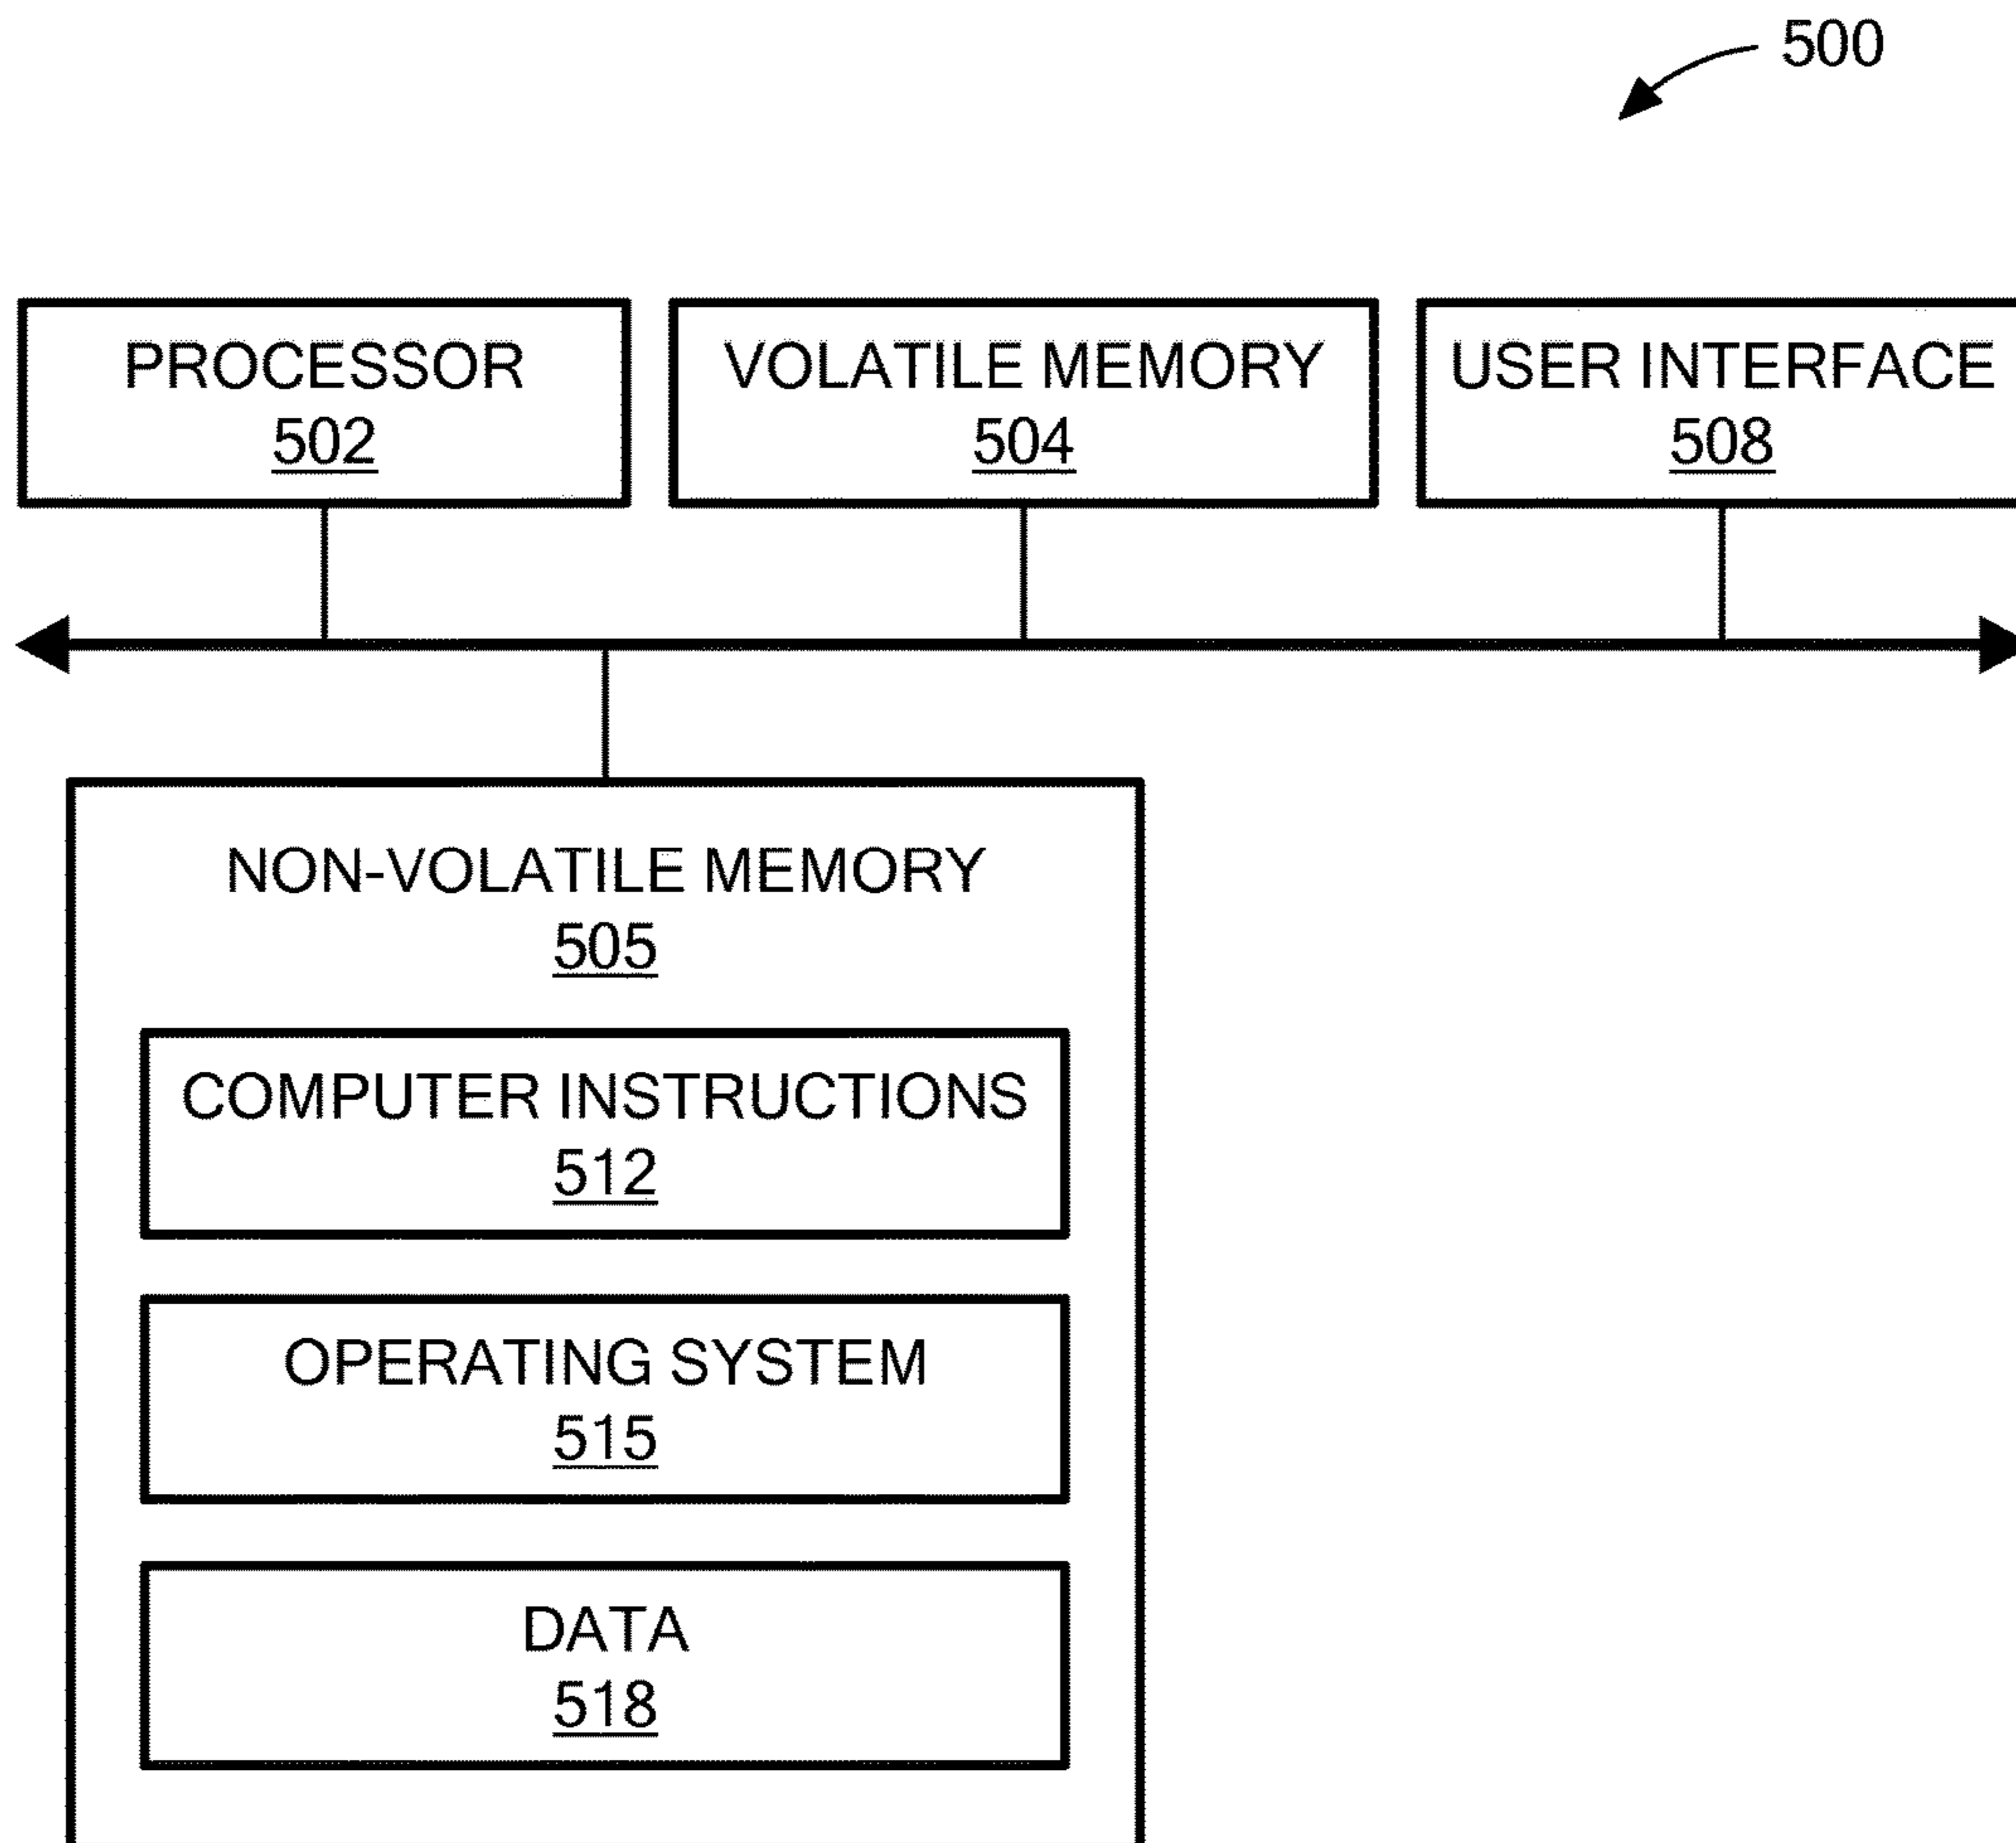 500
PROCESSOR
502
VOLATILE MEMORY
504
USER INTERFACE
508
NON-VOLATILE MEMORY
505
COMPUTER INSTRUCTIONS
512
OPERATING SYSTEM
515
DATA
518